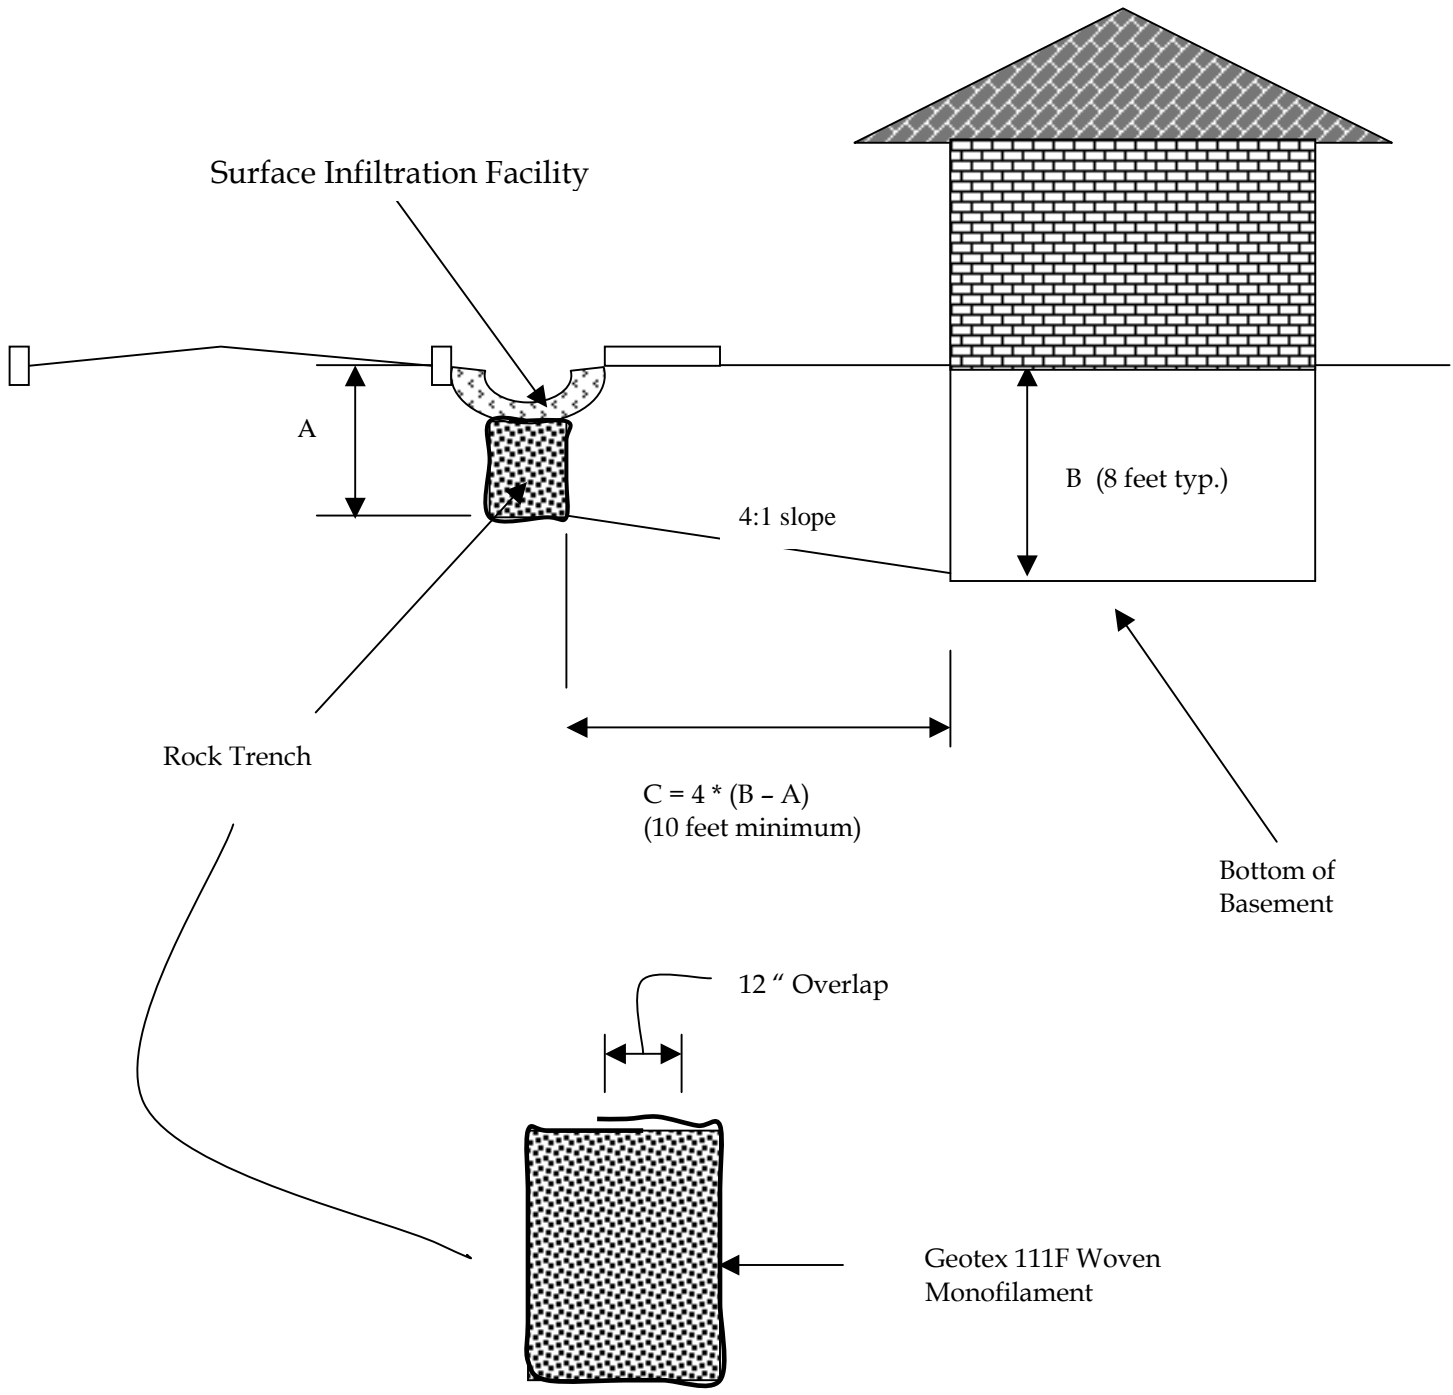 Surface Infiltration Facility
A
B (8 feet typ.)
4:1 slope
Rock Trench
C = 4 * (B – A)
(10 feet minimum)
Bottom of
Basement
12 “ Overlap
Geotex 111F Woven
Monofilament